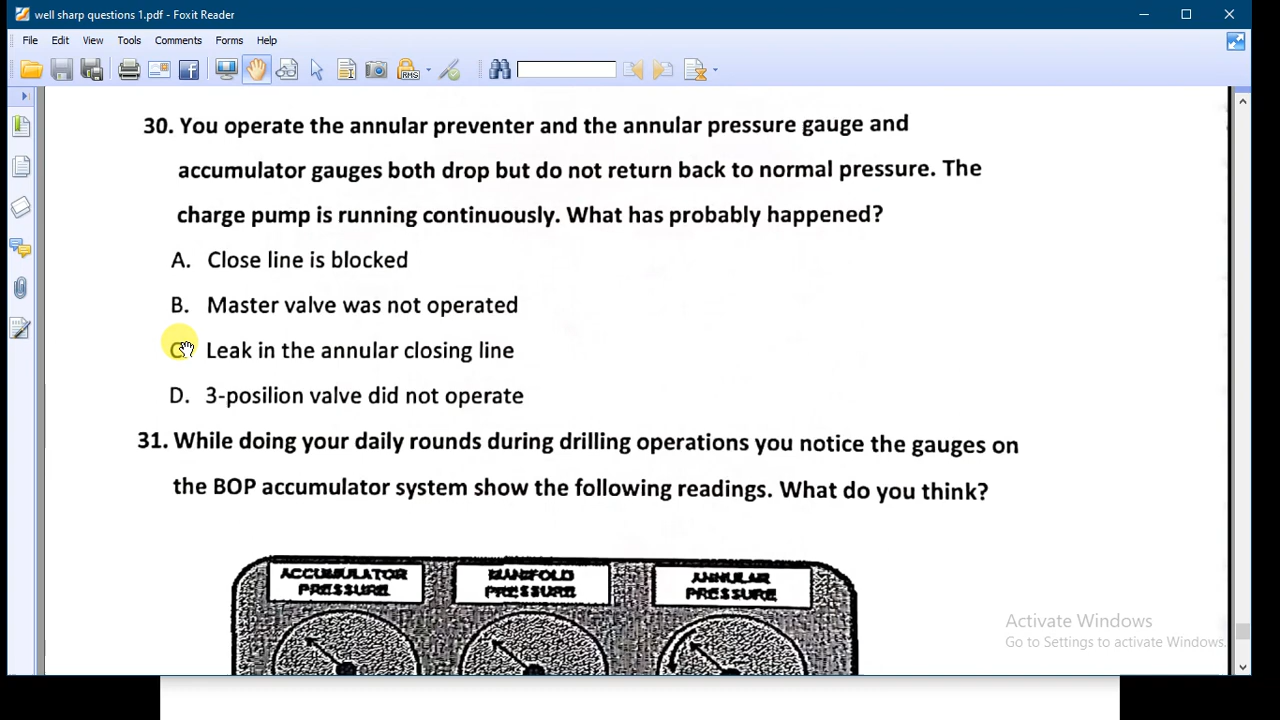 well sharp questions 1.pdf - Foxit Reader
File Edit View Tools Comments Forms Help
RMS
30. You operate the annular preventer and the annular pressure gauge and
accumulator gauges both drop but do not return back to normal pressure. The
charge pump is running continuously. What has probably happened?
A. Close line is blocked
B. Master valve was not operated
C. Leak in the annular closing line
D. 3-posilion valve did not operate
31. While doing your daily rounds during drilling operations you notice the gauges on
the BOP accumulator system show the following readings. What do you think?
ACCUMULATOR PRESSURE
MANIFOLD PRESSURE
ANNULAR PRESSURE
Activate Windows
Go to Settings to activate Windows.